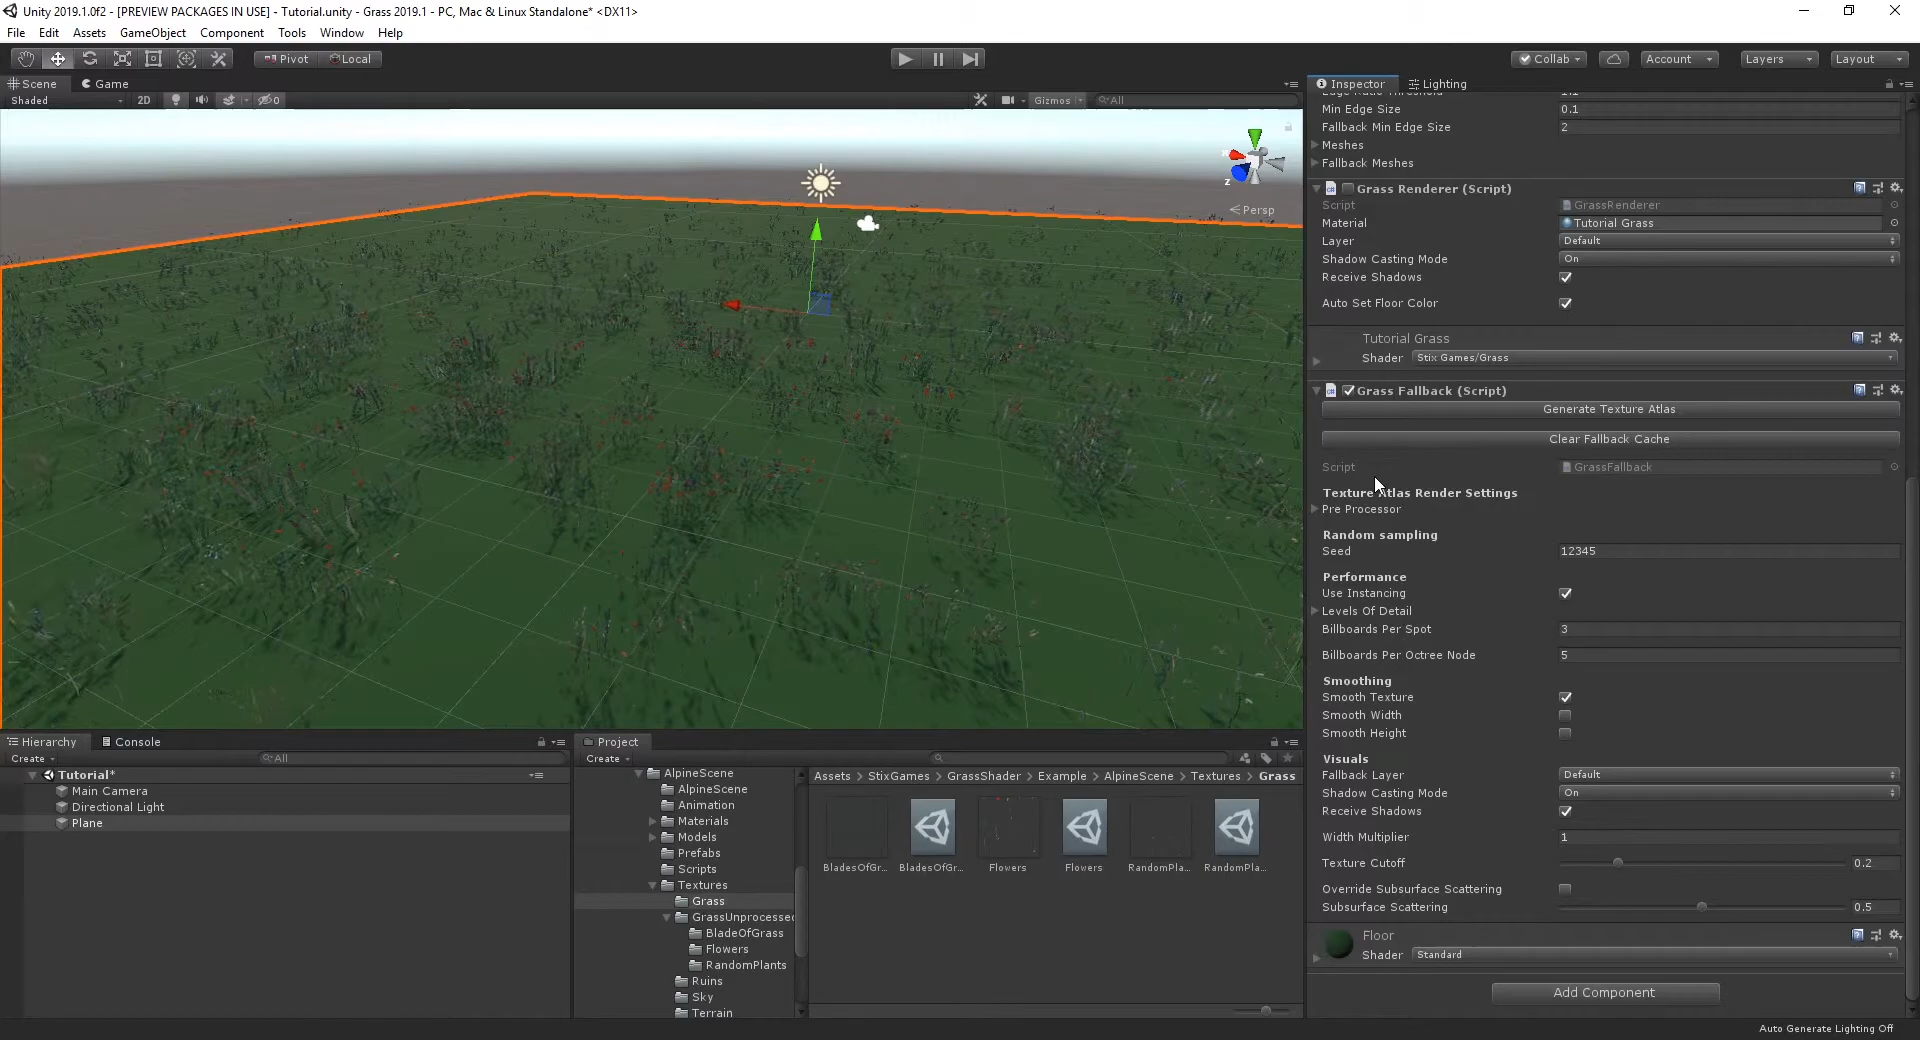 Unity 2019.1.0f2 - [PREVIEW PACKAGES IN USE] - Tutorial.unity - Grass 2019.1 - PC, Mac & Linux Standalone* <DX11>
File Edit Assets GameObject Component Tools Window Help
Pivot Local Collab Account Layers Layout
Scene Game
Shaded 2D 0 Gizmos All
z
Persp
Inspector Lighting
Edge Ratio Threshold 1.1
Min Edge Size 0.1
Fallback Min Edge Size 2
Meshes
Fallback Meshes
Grass Renderer (Script)
Script GrassRenderer
Material Tutorial Grass
Layer Default
Shadow Casting Mode On
Receive Shadows
Auto Set Floor Color
Tutorial Grass
Shader Stix Games/Grass
Grass Fallback (Script)
Generate Texture Atlas
Clear Fallback Cache
Script GrassFallback
Texture Atlas Render Settings
Pre Processor
Random sampling
Seed 12345
Performance
Use Instancing
Levels Of Detail
Billboards Per Spot 3
Billboards Per Octree Node 5
Smoothing
Smooth Texture
Smooth Width
Smooth Height
Visuals
Fallback Layer Default
Shadow Casting Mode On
Receive Shadows
Width Multiplier 1
Texture Cutoff 0.2
Override Subsurface Scattering
Subsurface Scattering 0.5
Floor
Shader Standard
Add Component
Hierarchy Console
Create All
Tutorial*
Main Camera
Directional Light
Plane
Project
Create
AlpineScene
AlpineScene
Animation
Materials
Models
Prefabs
Scripts
Textures
Grass
GrassUnprocessed
BladeOfGrass
Flowers
RandomPlants
Ruins
Sky
Terrain
Assets > StixGames > GrassShader > Example > AlpineScene > Textures > Grass
BladesOfGr... BladesOfGr... Flowers Flowers RandomPla... RandomPla...
Auto Generate Lighting Off